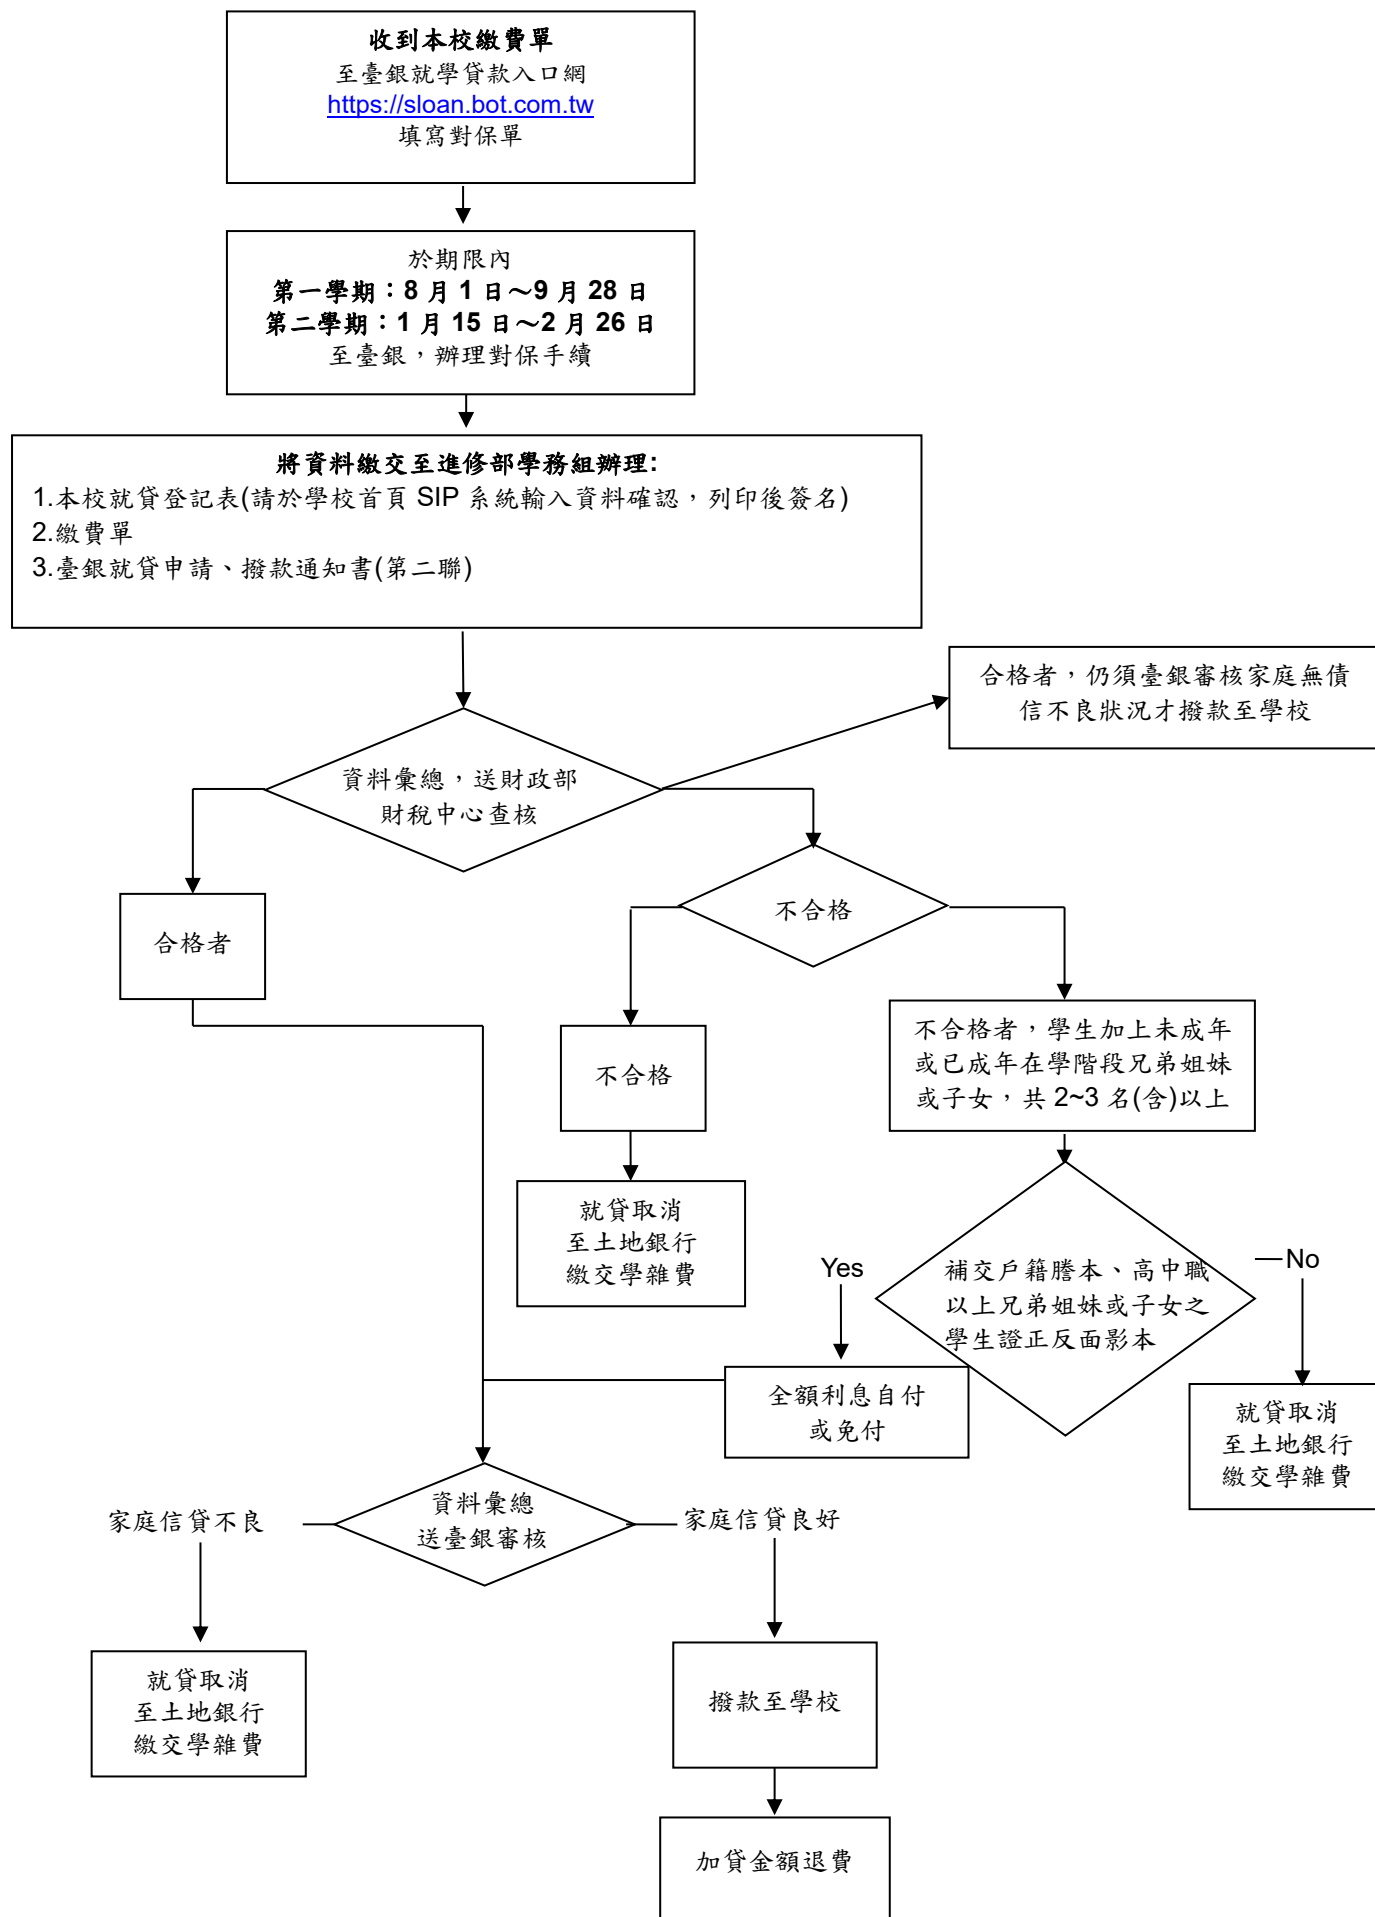 收到本校繳費單
至臺銀就學貸款入口網
https://sloan.bot.com.tw
填寫對保單
於期限內
第一學期：8 月 1 日～9 月 28 日
第二學期：1 月 15 日～2 月 26 日
至臺銀，辦理對保手續
將資料繳交至進修部學務組辦理:
1.本校就貸登記表(請於學校首頁 SIP 系統輸入資料確認，列印後簽名)
2.繳費單
3.臺銀就貸申請、撥款通知書(第二聯)
合格者，仍須臺銀審核家庭無債
信不良狀況才撥款至學校
資料彙總，送財政部
財稅中心查核
合格者
不合格
不合格
不合格者，學生加上未成年
或已成年在學階段兄弟姐妹
或子女，共 2~3 名(含)以上
就貸取消
至土地銀行
繳交學雜費
Yes
補交戶籍謄本、高中職
以上兄弟姐妹或子女之
學生證正反面影本
No
全額利息自付
或免付
就貸取消
至土地銀行
繳交學雜費
家庭信貸不良
資料彙總
送臺銀審核
家庭信貸良好
就貸取消
至土地銀行
繳交學雜費
撥款至學校
加貸金額退費